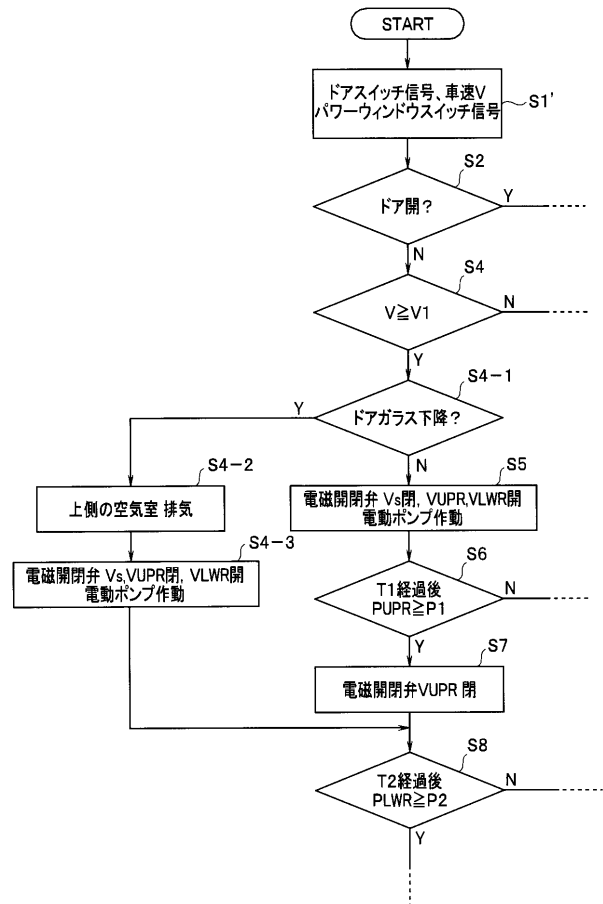 START
ドアスイッチ信号、車速V
パワーウィンドウスイッチ信号
S1'
S2
ドア開?
Y
N
S4
V≧V1
N
Y
S4-1
ドアガラス下降?
Y
N
S4-2
上側の空気室 排気
S4-3
電磁開閉弁 Vs,VUPR閉, VLWR開
電動ポンプ作動
S5
電磁開閉弁 Vs閉, VUPR,VLWR開
電動ポンプ作動
S6
T1経過後
PUPR≧P1
N
Y
S7
電磁開閉弁VUPR 閉
S8
T2経過後
PLWR≧P2
N
Y